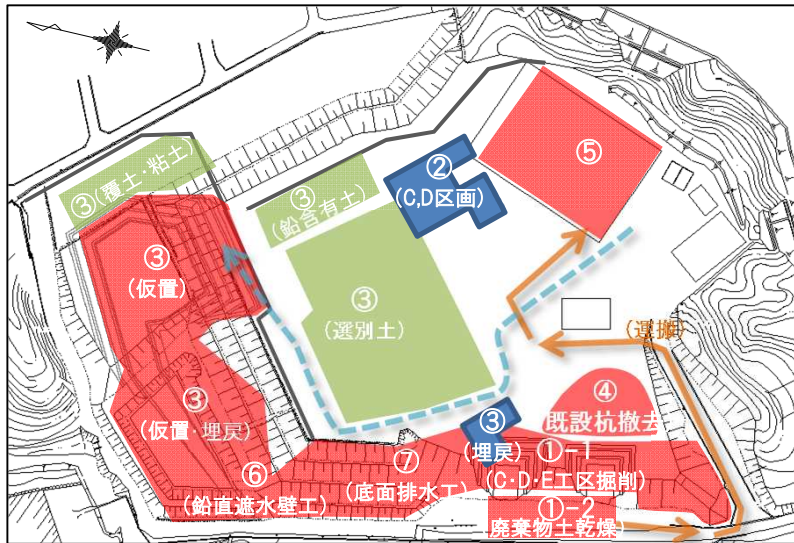 ③(覆土・粘土)
③
(鉛含有土)
②
(C,D区画)
⑤
③
(仮置)
③
(選別土)
(運搬)
④
既設杭撤去
③
(仮置・埋戻)
③
(埋戻)
①-1
(C・D・E工区掘削)
⑥
(鉛直遮水壁工)
⑦
(底面排水工)
①-2
廃棄物土乾燥)